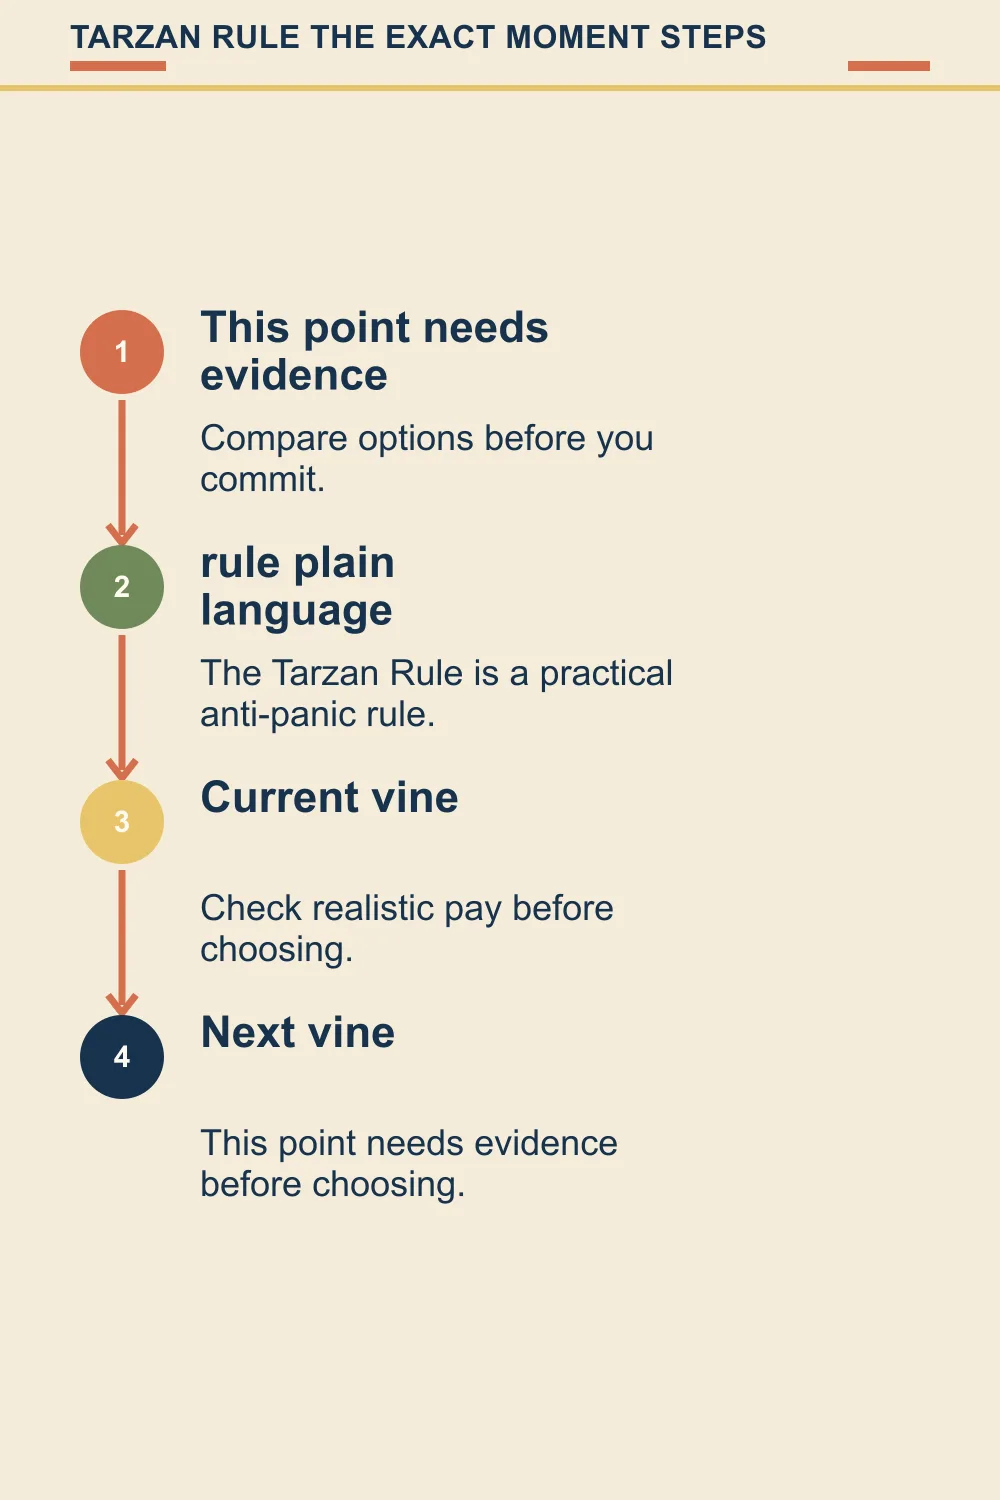 TARZAN RULE THE EXACT MOMENT STEPS
1
This point needs
evidence
Compare options before you
commit.
2
rule plain
language
The Tarzan Rule is a practical
anti-panic rule.
3
Current vine
Check realistic pay before
choosing.
4
Next vine
This point needs evidence
before choosing.